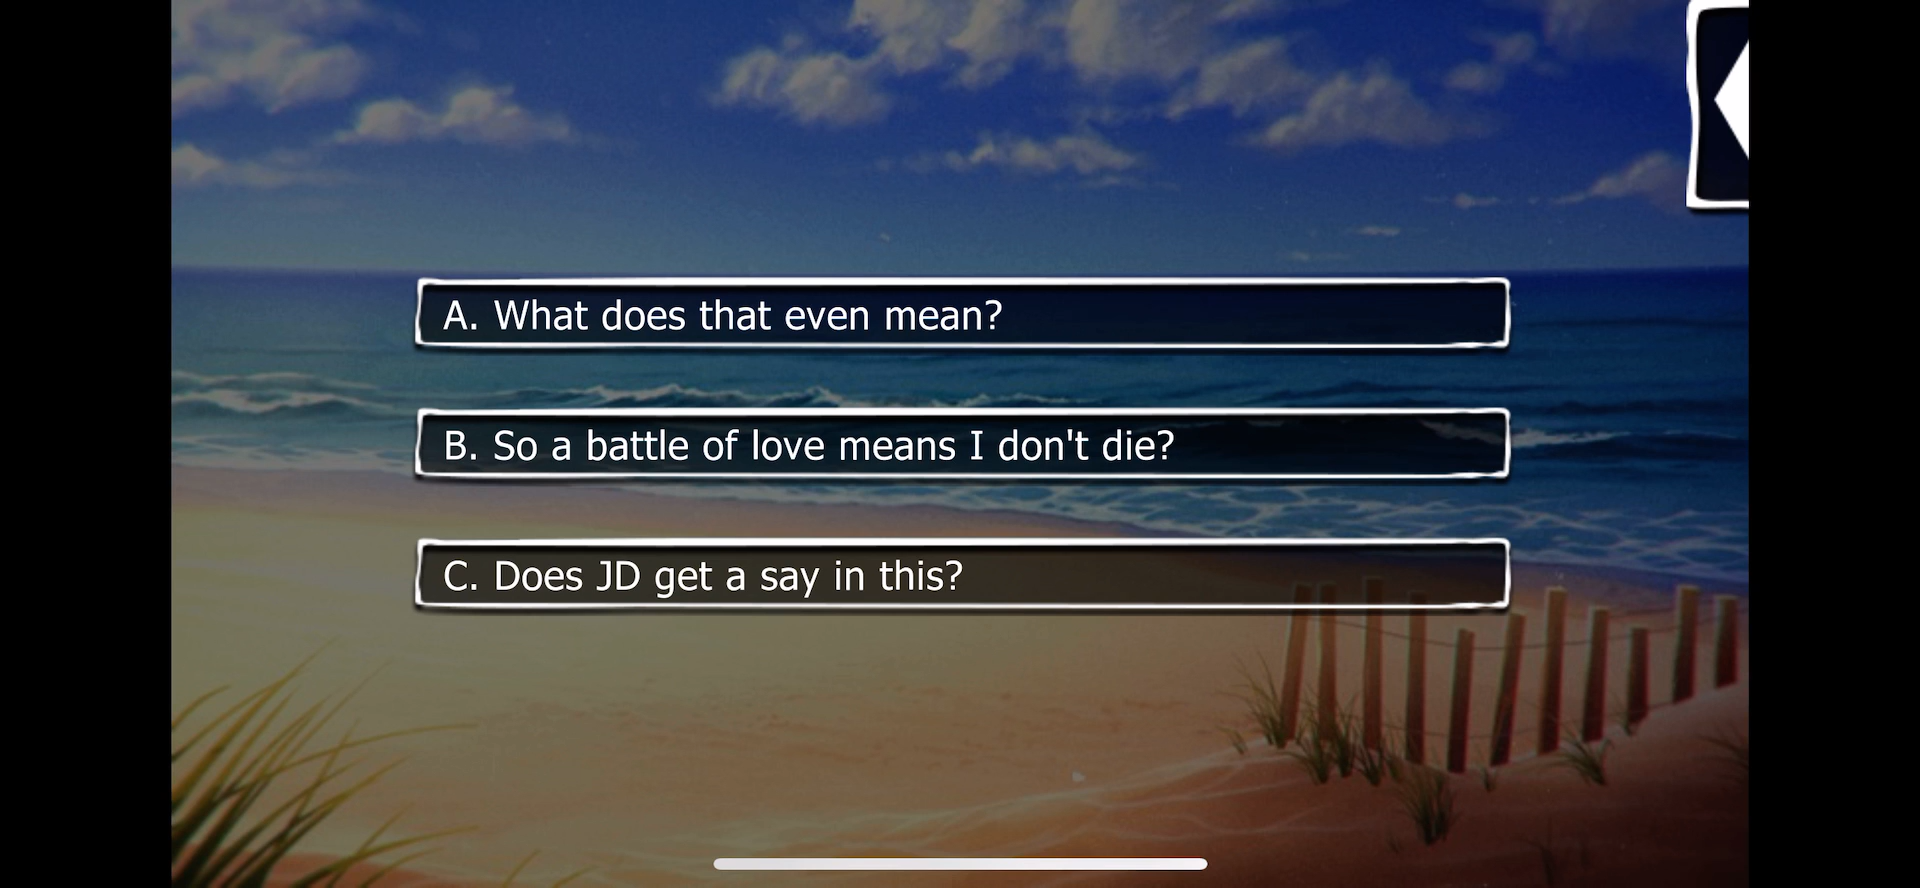 A. What does that even mean?
B. So a battle of love means I don't die?
C. Does JD get a say in this?